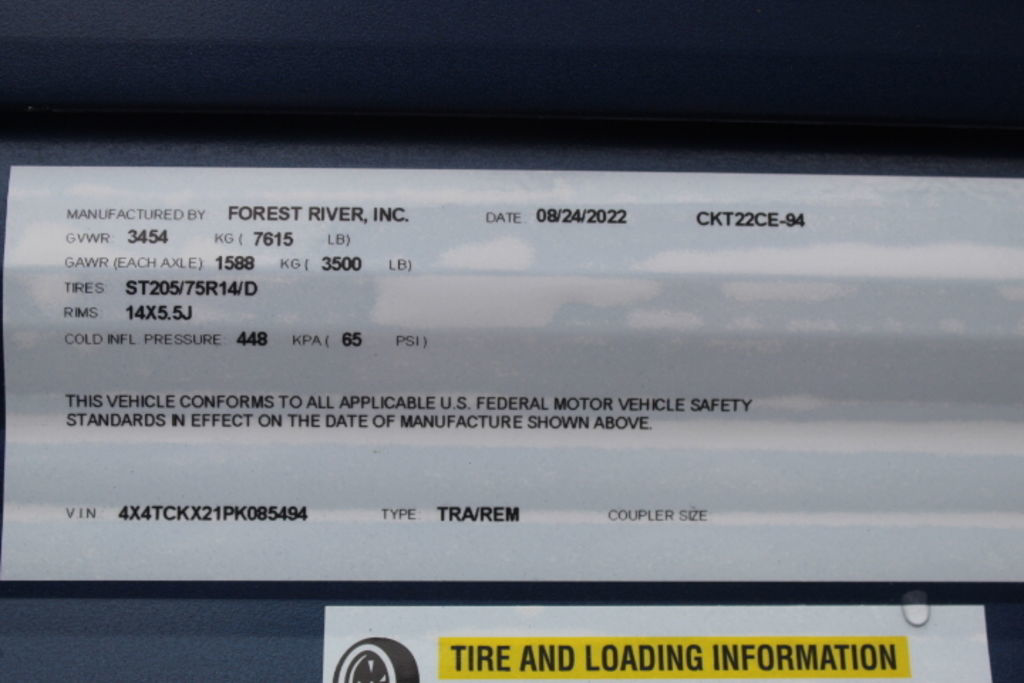 MANUFACTURED BY FOREST RIVER, INC. DATE 08/24/2022 CKT22CE-94
GVWR: 3454 KG ( 7615 LB)
GAWR (EACH AXLE) 1588 KG ( 3500 LB)
TIRES ST205/75R14/D
RIMS 14X5.5J
COLD INFL. PRESSURE: 448 KPA ( 65 PSI )
THIS VEHICLE CONFORMS TO ALL APPLICABLE U.S. FEDERAL MOTOR VEHICLE SAFETY
STANDARDS IN EFFECT ON THE DATE OF MANUFACTURE SHOWN ABOVE.
V I N 4X4TCKX21PK085494 TYPE TRA/REM COUPLER SIZE
TIRE AND LOADING INFORMATION